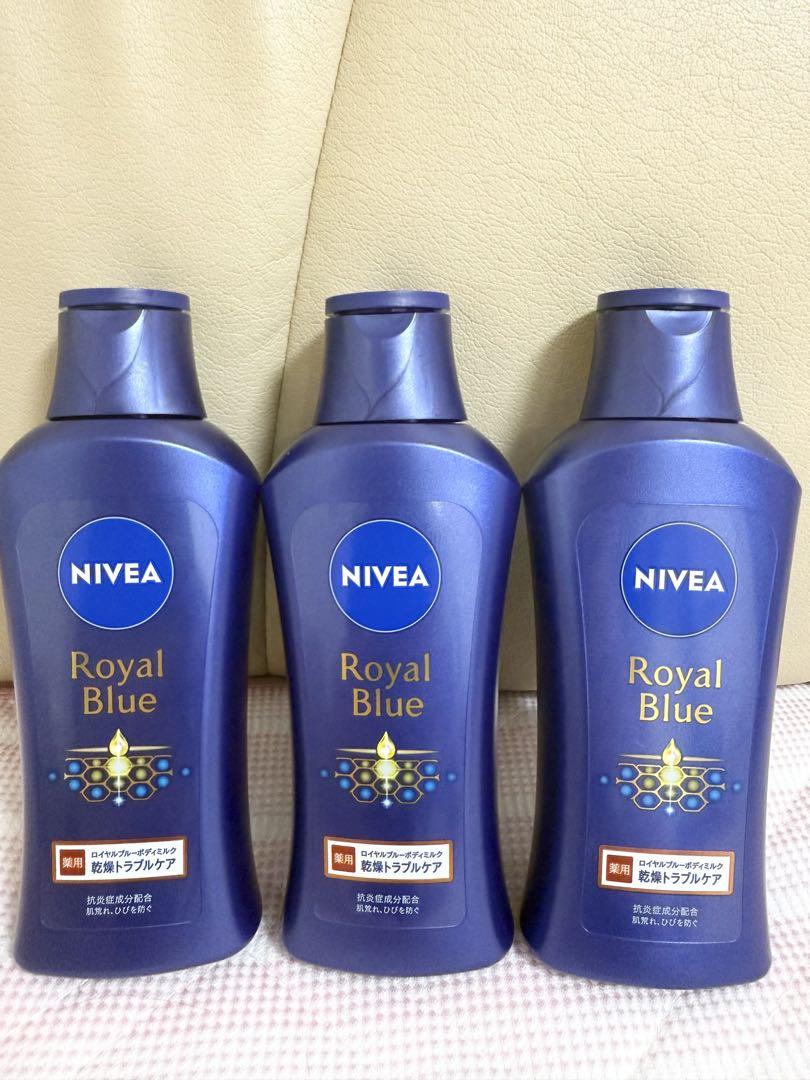 NIVEA
Royal
Blue
薬用
ロイヤルブルーボディミルク
乾燥トラブルケア
抗炎症成分配合
肌荒れ、ひびを防ぐ
NIVEA
Royal
Blue
薬用
ロイヤルブルーボディミルク
乾燥トラブルケア
抗炎症成分配合
肌荒れ、ひびを防ぐ
NIVEA
Royal
Blue
薬用
ロイヤルブルーボディミルク
乾燥トラブルケア
抗炎症成分配合
肌荒れ、ひびを防ぐ